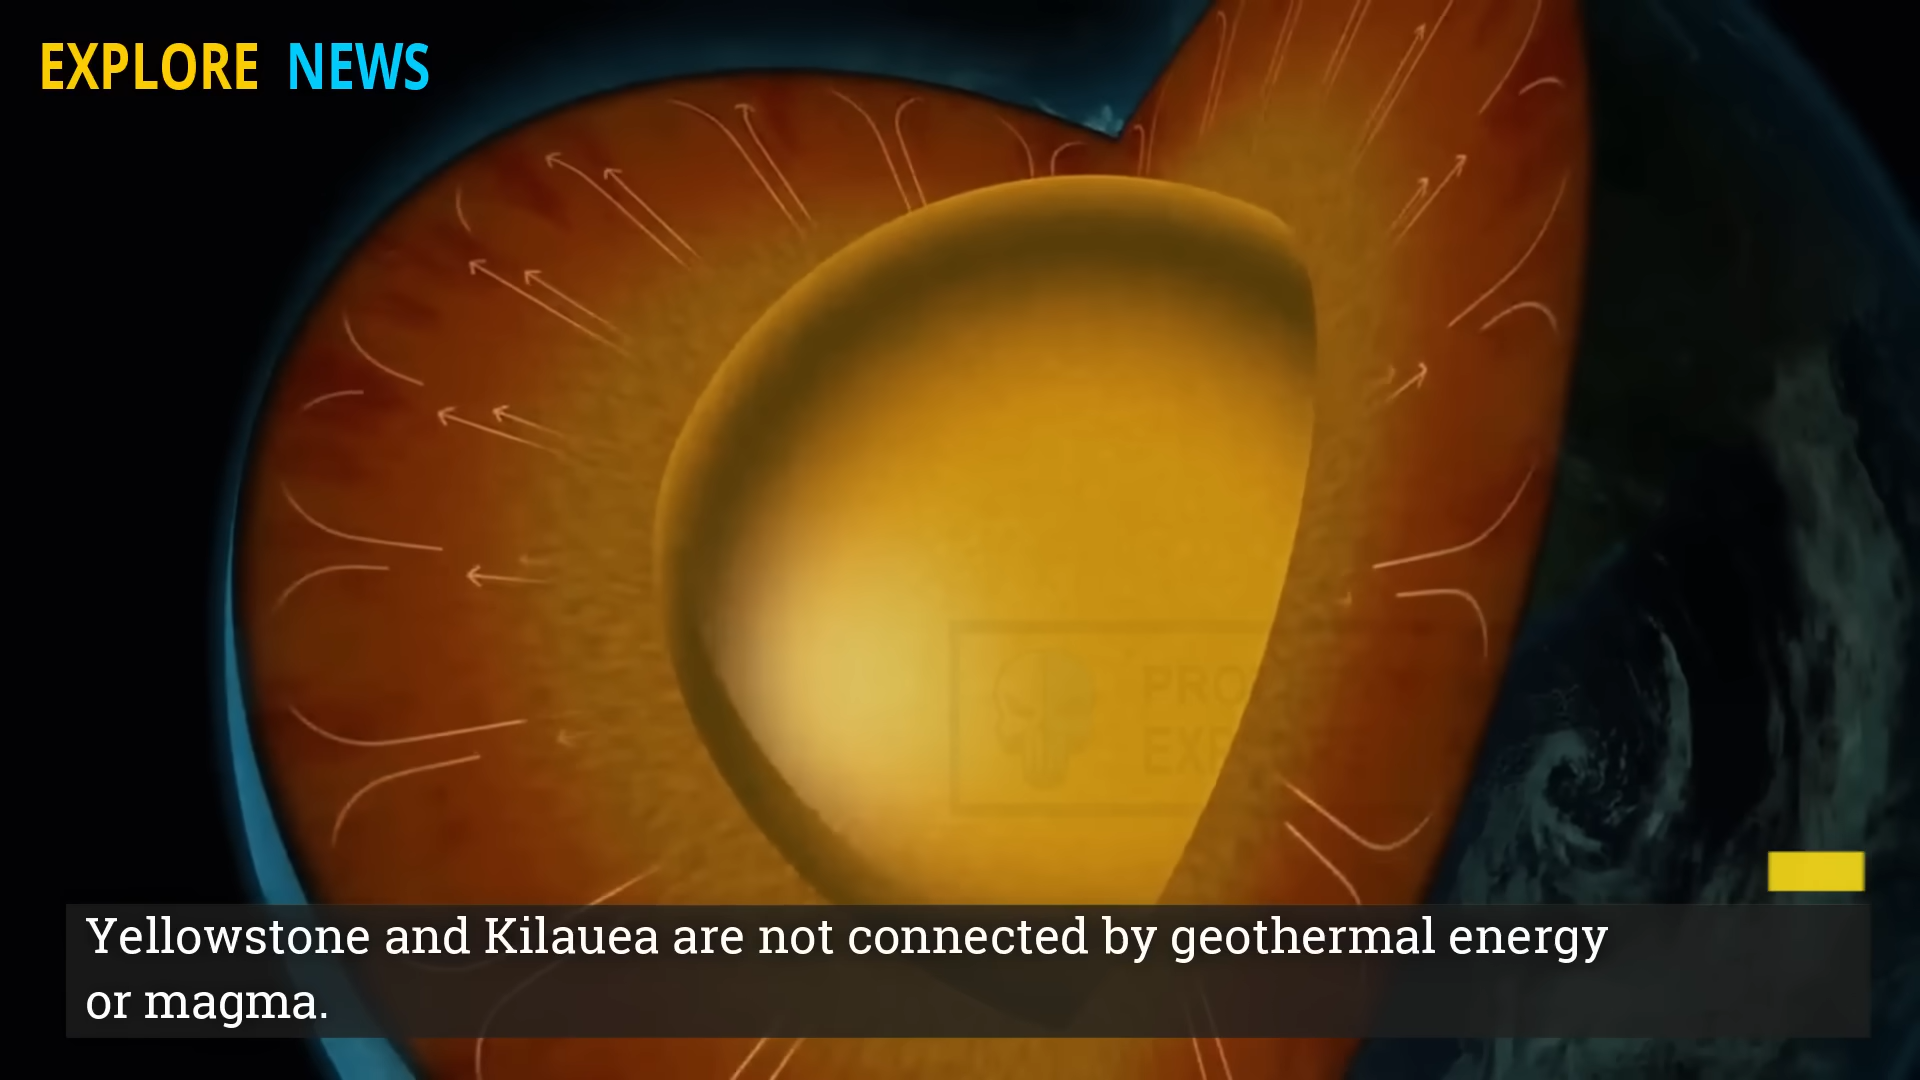 EXPLORE NEWS
Yellowstone and Kilauea are not connected by geothermal energy
or magma.